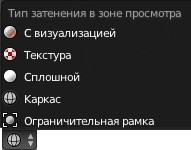 Тип затенения в зоне просмотра
С визуализацией
Текстура
Сплошной
Каркас
Ограничительная рамка